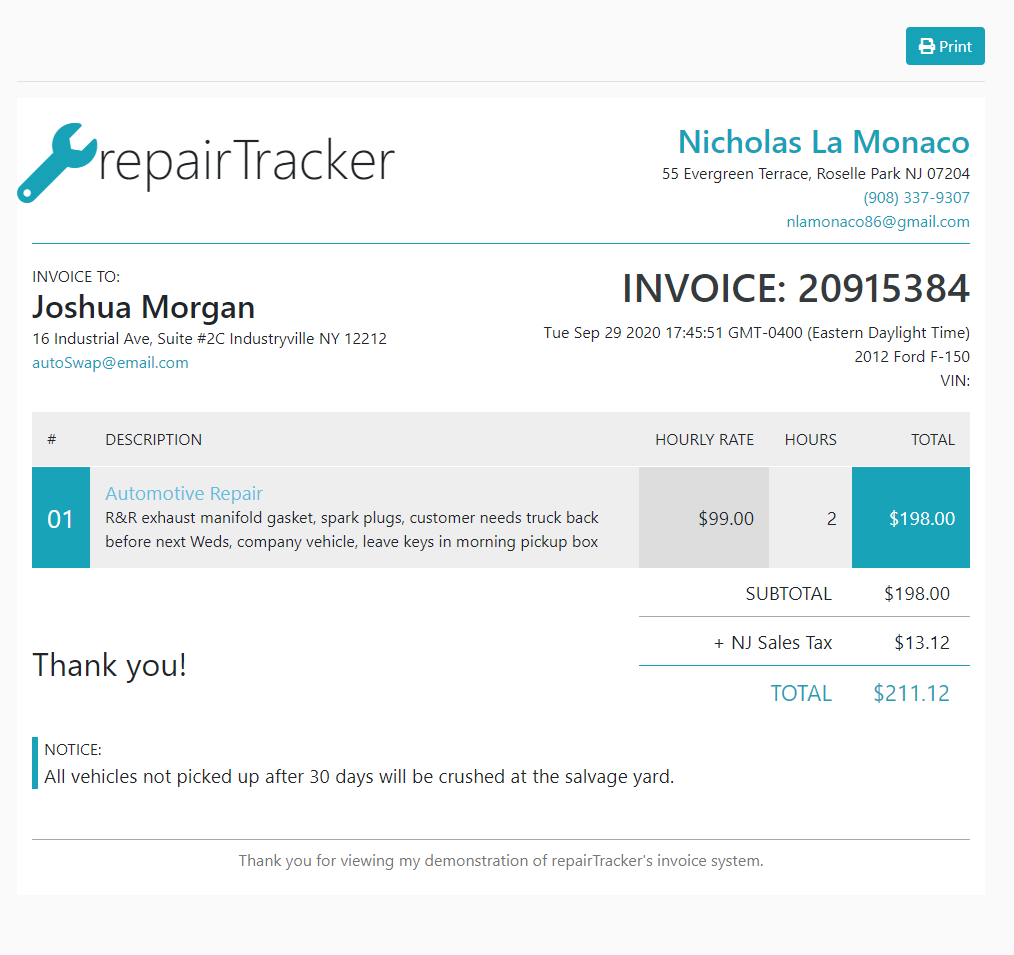 Print
repairTracker
Nicholas La Monaco
55 Evergreen Terrace, Roselle Park NJ 07204
(908) 337-9307
nlamonaco86@gmail.com
INVOICE TO:
Joshua Morgan
16 Industrial Ave, Suite #2C Industryville NY 12212
autoSwap@email.com
INVOICE: 20915384
Tue Sep 29 2020 17:45:51 GMT-0400 (Eastern Daylight Time)
2012 Ford F-150
VIN:
# DESCRIPTION HOURLY RATE HOURS TOTAL
01 Automotive Repair $99.00 2 $198.00
R&R exhaust manifold gasket, spark plugs, customer needs truck back
before next Weds, company vehicle, leave keys in morning pickup box
SUBTOTAL $198.00
+ NJ Sales Tax $13.12
TOTAL $211.12
Thank you!
NOTICE:
All vehicles not picked up after 30 days will be crushed at the salvage yard.
Thank you for viewing my demonstration of repairTracker's invoice system.